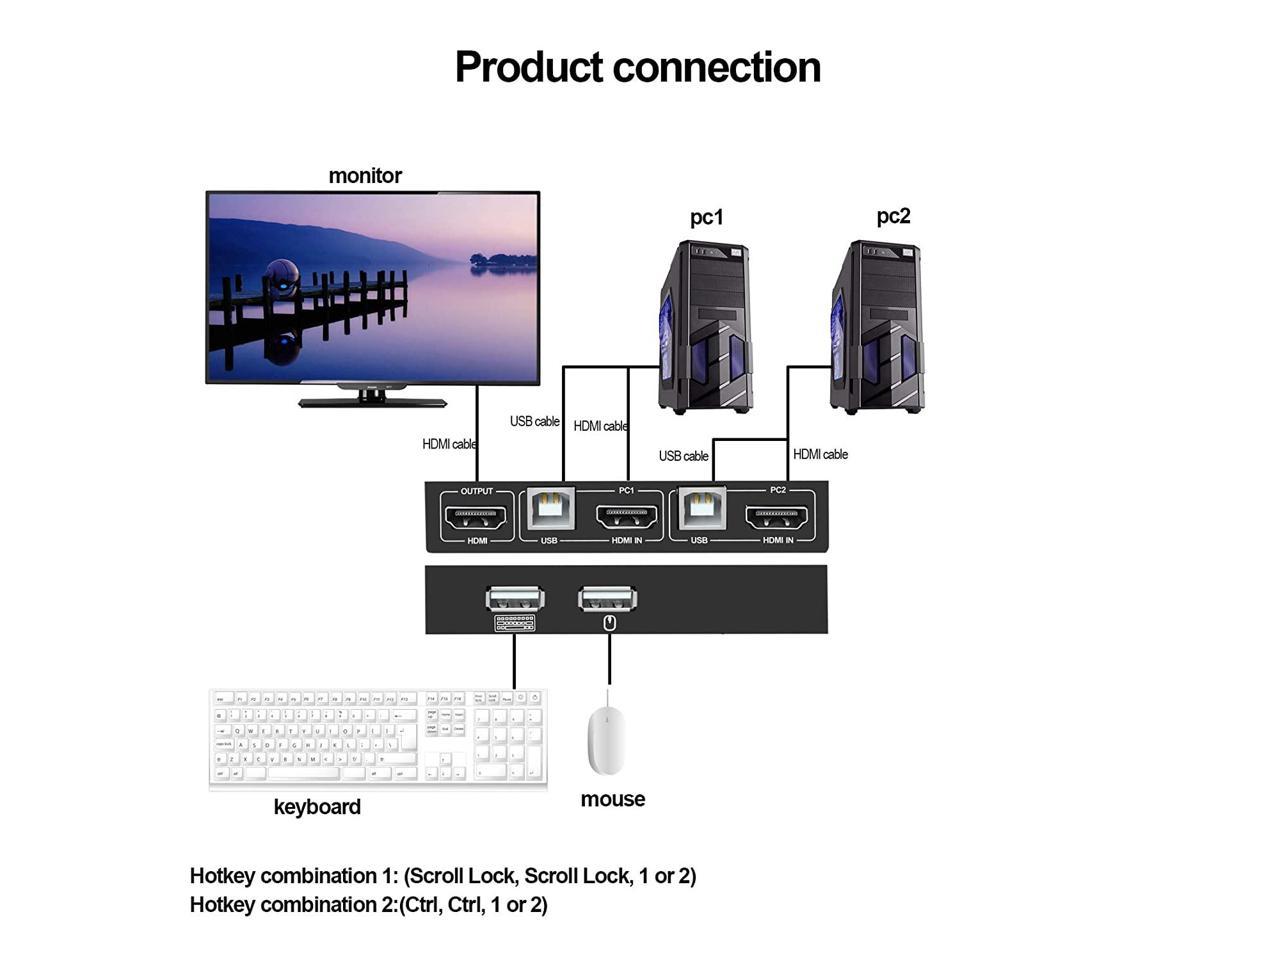 Product connection
monitor
pc1
pc2
USB cable
HDMI cable
HDMI cable
USB cable
HDMI cable
OUTPUT
PC1
PC2
HDMI
USB
HDMI IN
USB
HDMI IN
keyboard
mouse
Hotkey combination 1: (Scroll Lock, Scroll Lock, 1 or 2)
Hotkey combination 2:(Ctrl, Ctrl, 1 or 2)